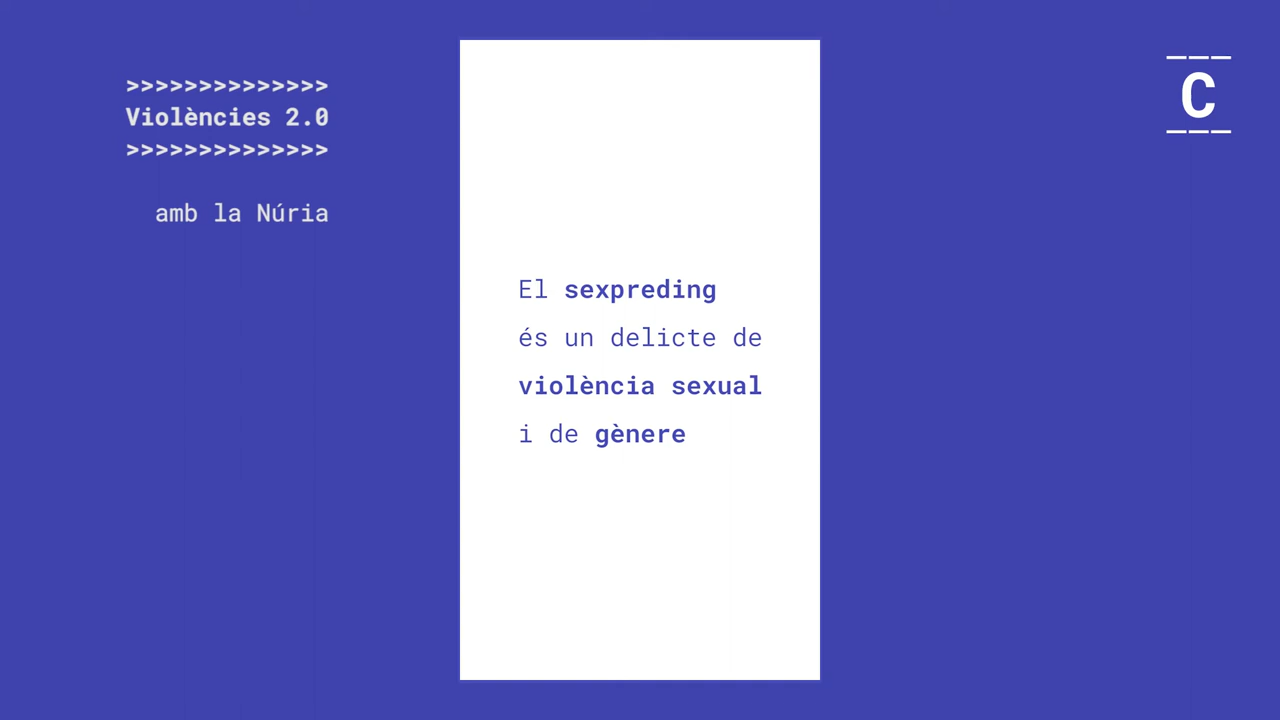 >>>>>>>>>>>>>>
Violències 2.0
>>>>>>>>>>>>>>
amb la Núria
C
El sexpreding
és un delicte de
violència sexual
i de gènere